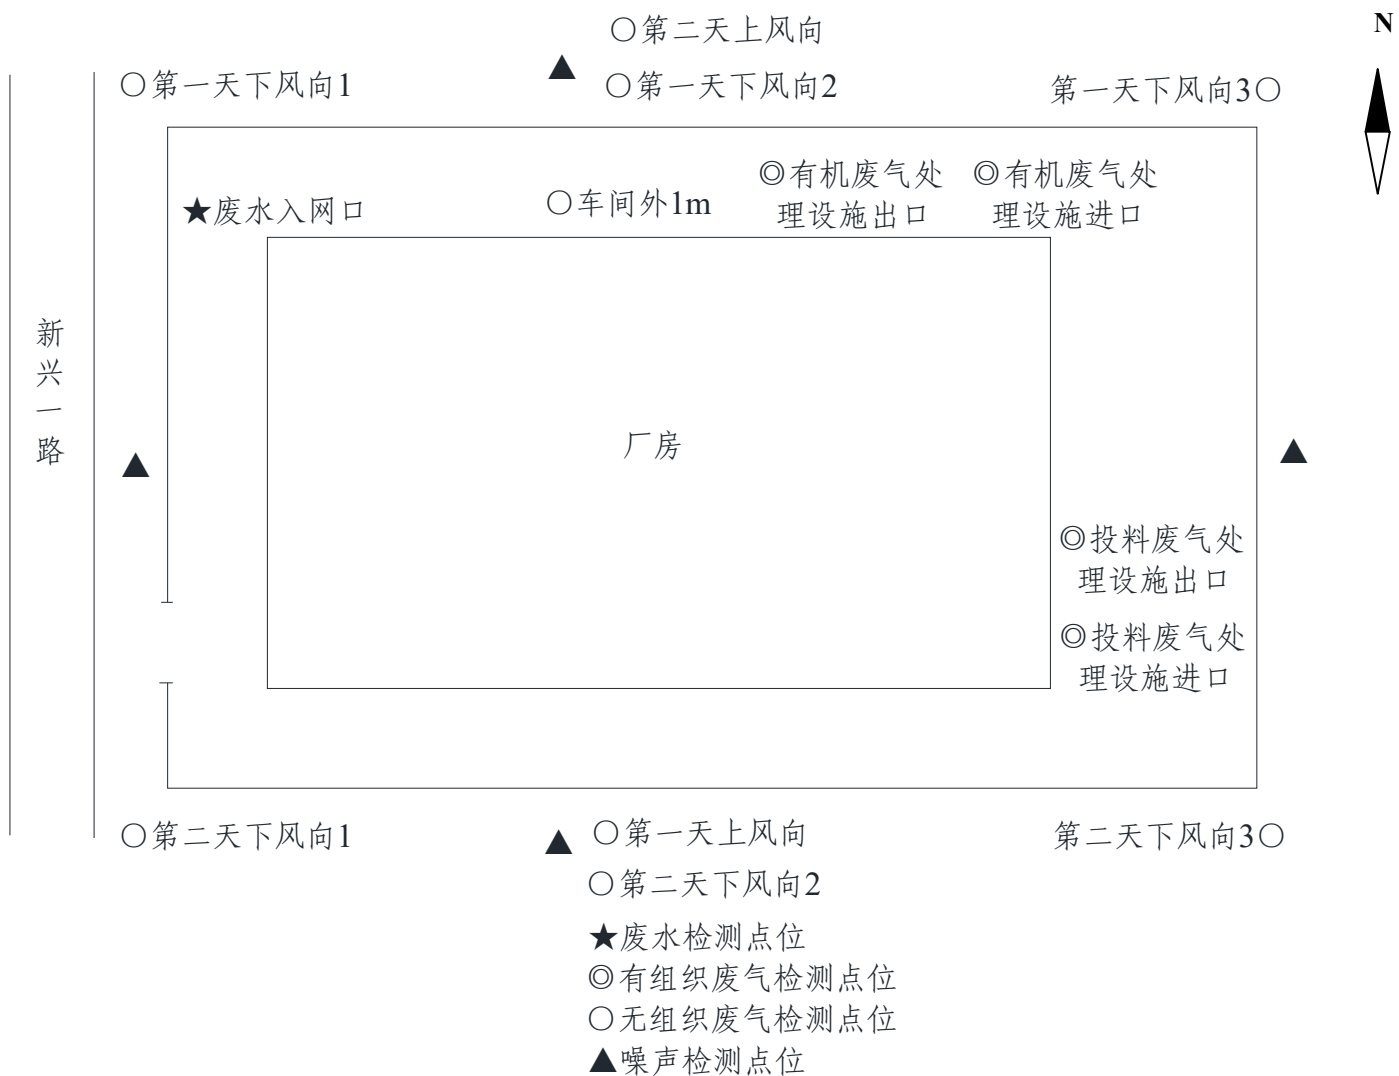 ○第二天上风向
N
○第一天下风向1
▲
○第一天下风向2
第一天下风向3○
★废水入网口
○车间外1m
◎有机废气处
理设施出口
◎有机废气处
理设施进口
新
兴
一
路
厂房
▲
▲
◎投料废气处
理设施出口
◎投料废气处
理设施进口
○第二天下风向1
▲
○第一天上风向
第二天下风向3○
○第二天下风向2
★废水检测点位
◎有组织废气检测点位
○无组织废气检测点位
▲噪声检测点位